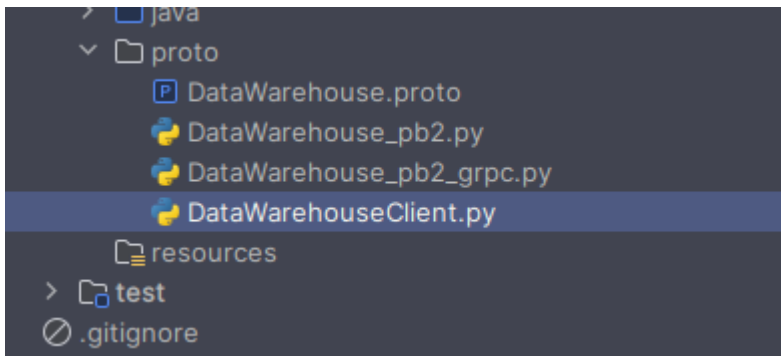 java
proto
DataWarehouse.proto
DataWarehouse_pb2.py
DataWarehouse_pb2_grpc.py
DataWarehouseClient.py
resources
test
.gitignore